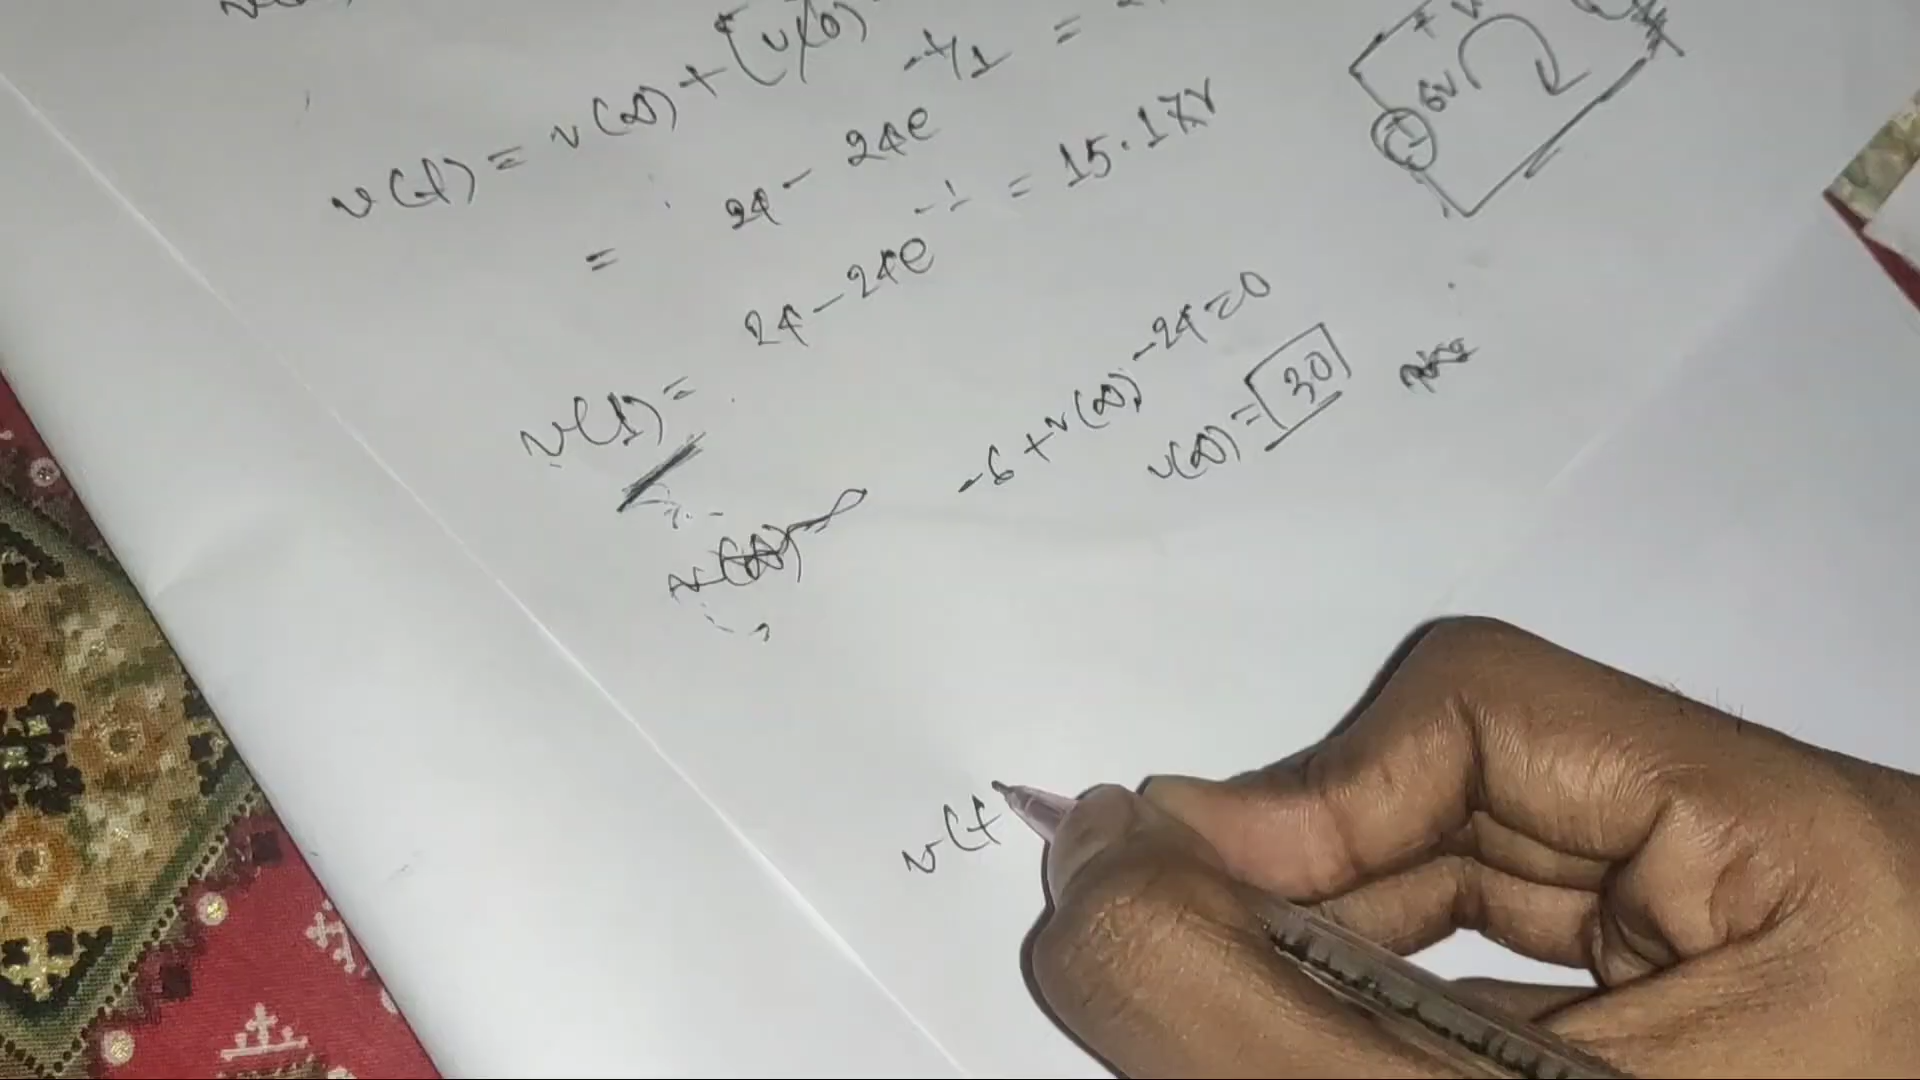 v(t) = v(∞) + [v(0)
= 24 - 24e^{-t/1} =
v(1) = 24 - 24e^{-1} = 15.17V
-6 + v(∞) - 24 = 0
v(∞) = 30
v(t
6V
+ V